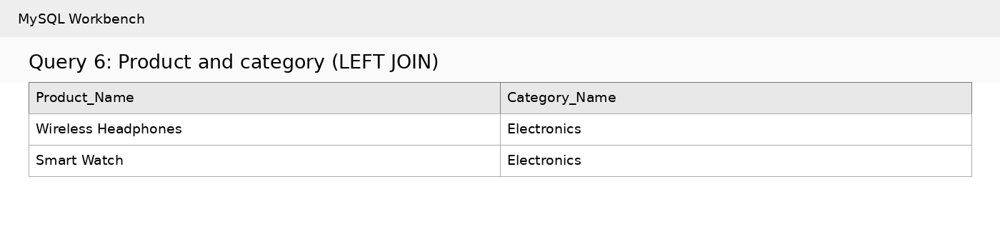 MySQL Workbench
Query 6: Product and category (LEFT JOIN)
Product_Name Category_Name
Wireless Headphones Electronics
Smart Watch Electronics